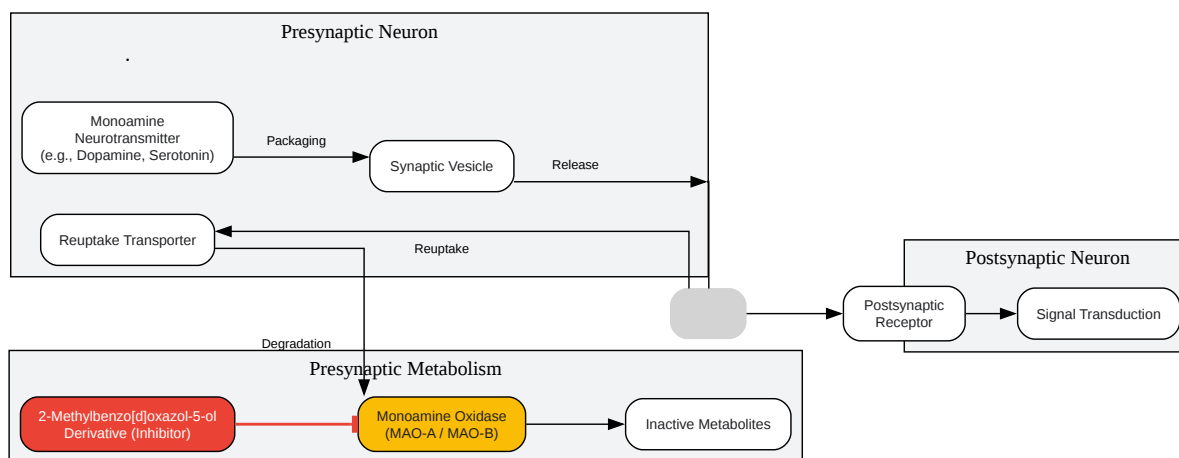 Presynaptic Neuron
Monoamine
Neurotransmitter
(e.g., Dopamine, Serotonin)
Packaging
Synaptic Vesicle
Release
Reuptake Transporter
Reuptake
Postsynaptic Neuron
Postsynaptic
Receptor
Signal Transduction
Degradation
Presynaptic Metabolism
2-Methylbenzo[d]oxazol-5-ol
Derivative (Inhibitor)
Monoamine Oxidase
(MAO-A / MAO-B)
Inactive Metabolites